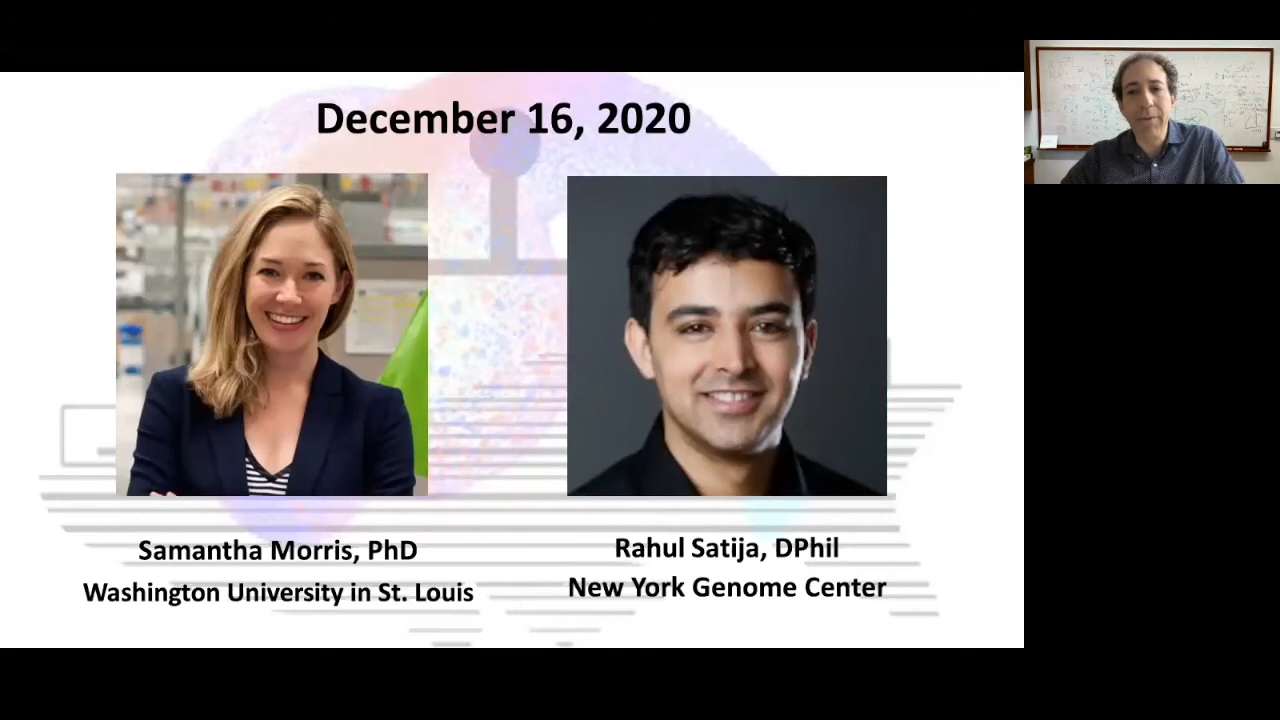 December 16, 2020
Samantha Morris, PhD
Washington University in St. Louis
Rahul Satija, DPhil
New York Genome Center